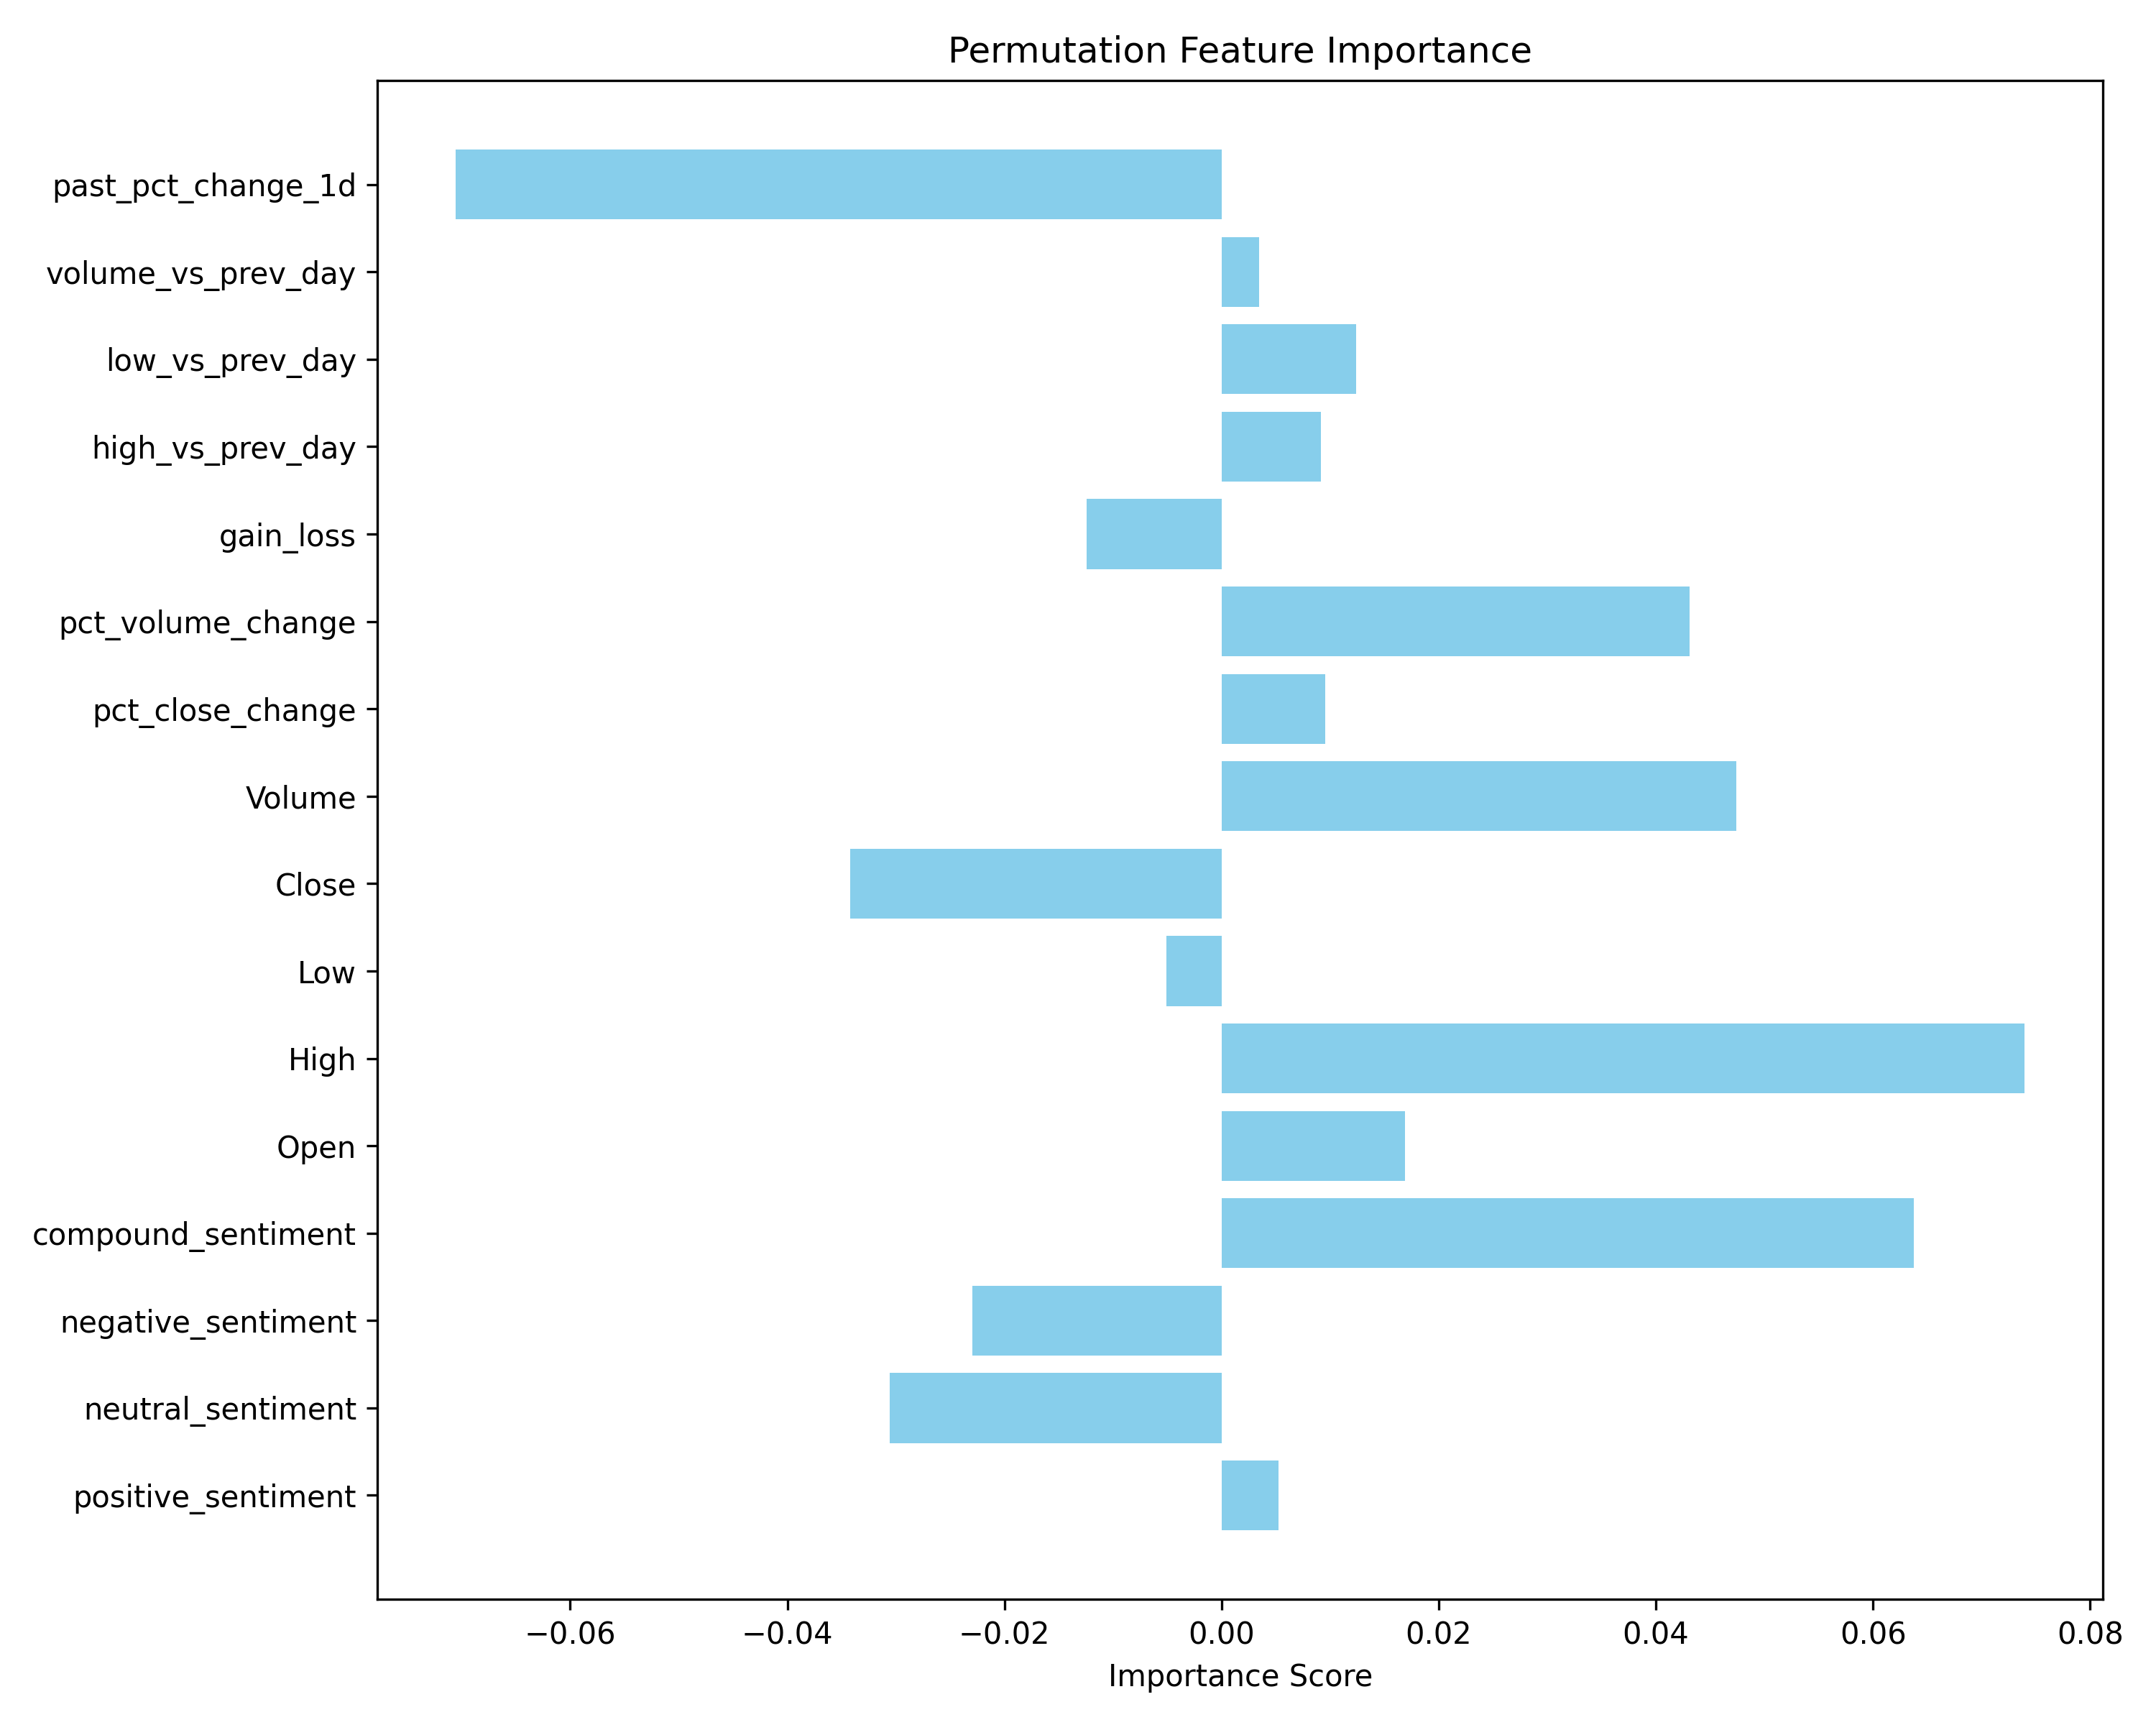 Permutation Feature Importance
past_pct_change_1d
volume_vs_prev_day
low_vs_prev_day
high_vs_prev_day
gain_loss
pct_volume_change
pct_close_change
Volume
Close
Low
High
Open
compound_sentiment
negative_sentiment
neutral_sentiment
positive_sentiment
−0.06 −0.04 −0.02 0.00 0.02 0.04 0.06 0.08
Importance Score